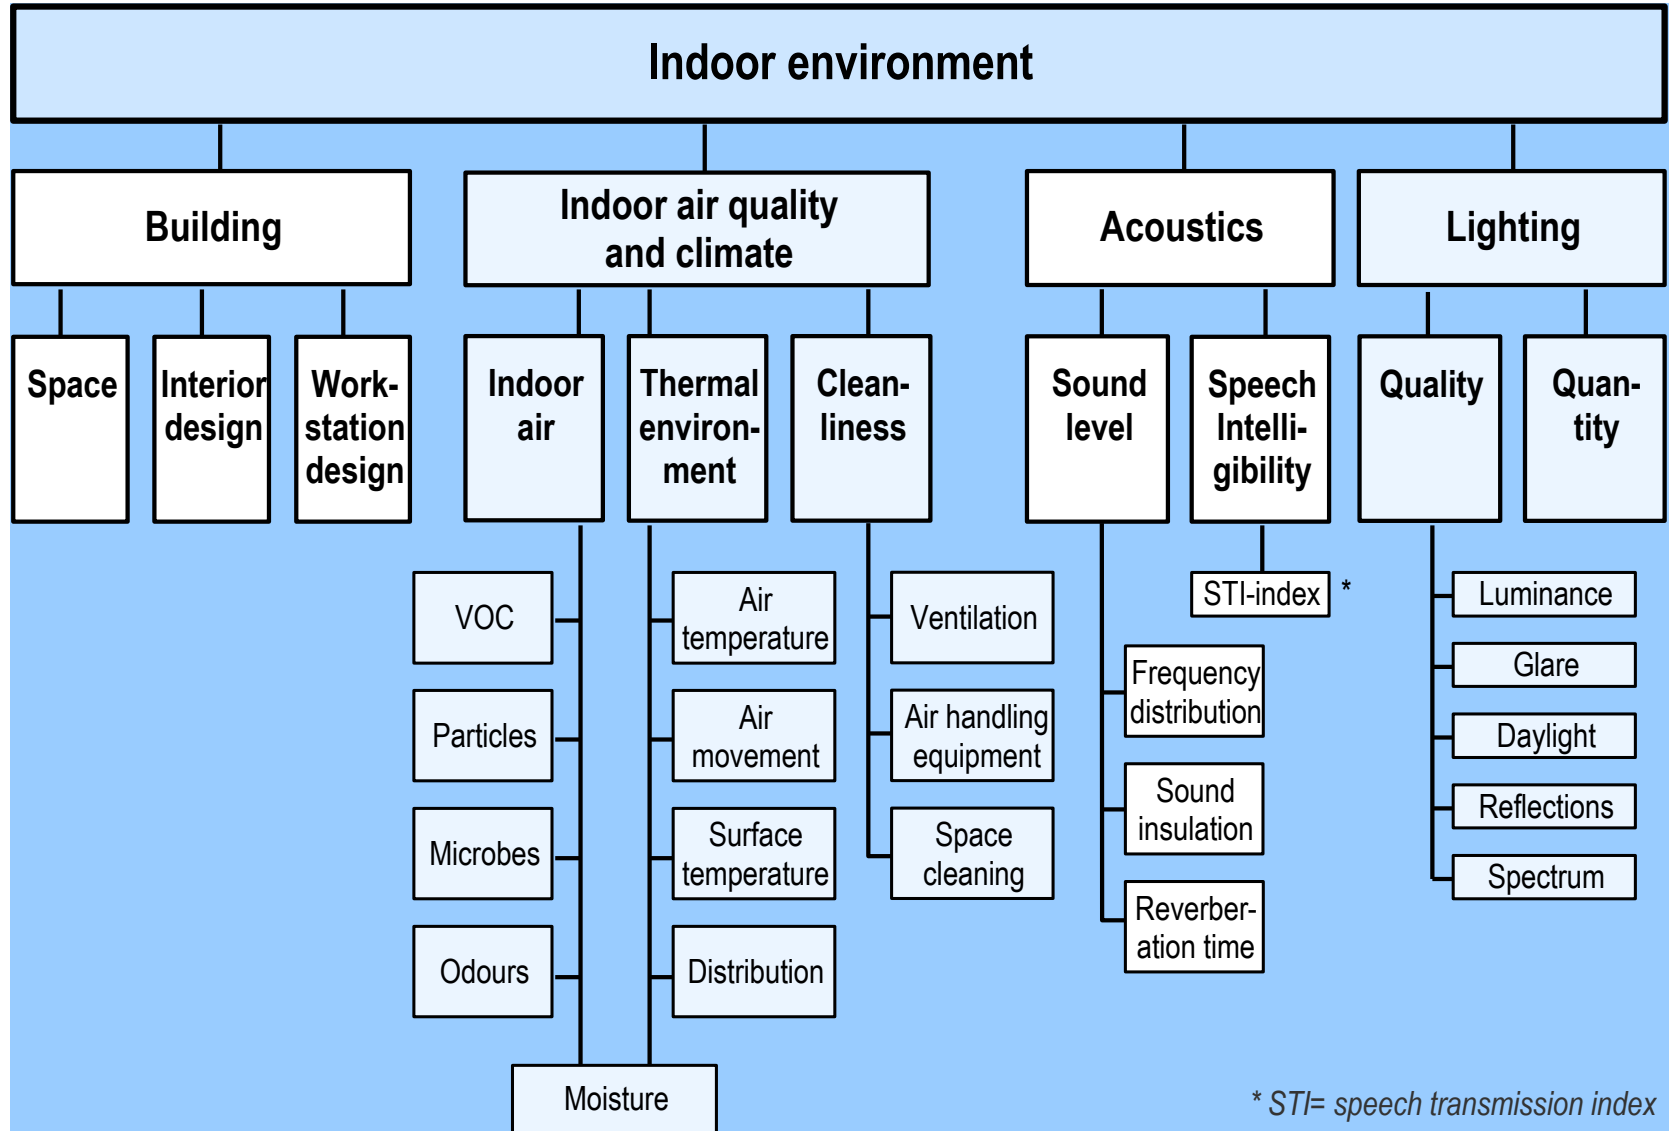 Indoor environment
Building
Indoor air quality
and climate
Acoustics
Lighting
Space
Interior
design
Work-
station
design
Indoor
air
Thermal
environ-
ment
Clean-
liness
Sound
level
Speech
Intelli-
gibility
Quality
Quan-
tity
VOC
Particles
Microbes
Odours
Air
temperature
Air
movement
Surface
temperature
Distribution
Moisture
Ventilation
Air handling
equipment
Space
cleaning
STI-index *
Frequency
distribution
Sound
insulation
Reverber-
ation time
Luminance
Glare
Daylight
Reflections
Spectrum
* STI= speech transmission index